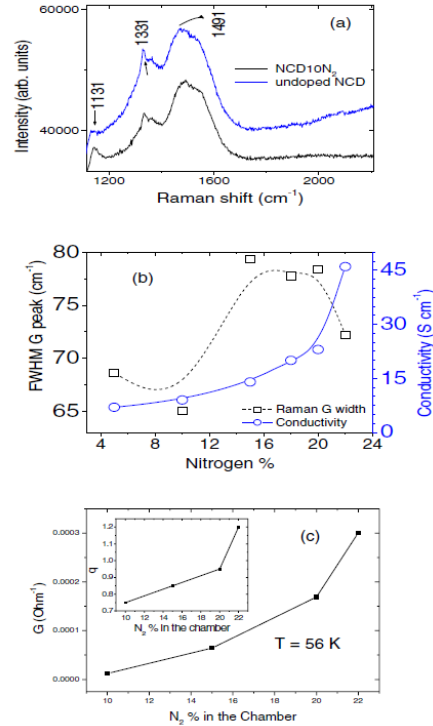 (a)
1131
1331
1491
NCD10N₂
undoped NCD
Intensity (arb. units)
60000
40000
1200 1600 2000
Raman shift (cm⁻¹)
(b)
FWHM G peak (cm⁻¹)
80
75
70
65
Conductivity (S cm⁻¹)
45
30
15
0
Raman G width
Conductivity
4 8 12 16 20 24
Nitrogen %
(c)
G (Ohm⁻¹)
0.0003
0.0002
0.0001
0.0000
q
1.2
1.1
1.0
0.9
0.8
0.7
10 12 14 16 18 20 22
N₂ % in the chamber
T = 56 K
10 12 14 16 18 20 22
N₂ % in the Chamber